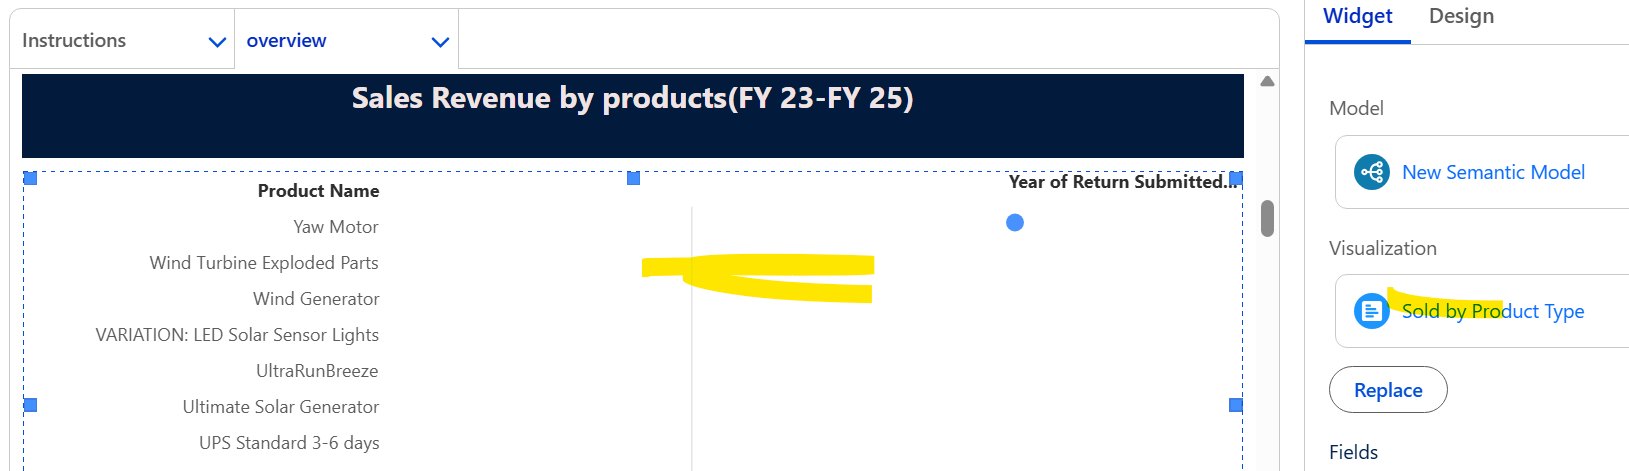 Instructions
overview
Sales Revenue by products(FY 23-FY 25)
Product Name
Year of Return Submitted...
Yaw Motor
Wind Turbine Exploded Parts
Wind Generator
VARIATION: LED Solar Sensor Lights
UltraRunBreeze
Ultimate Solar Generator
UPS Standard 3-6 days
Widget
Design
Model
New Semantic Model
Visualization
Sold by Product Type
Replace
Fields